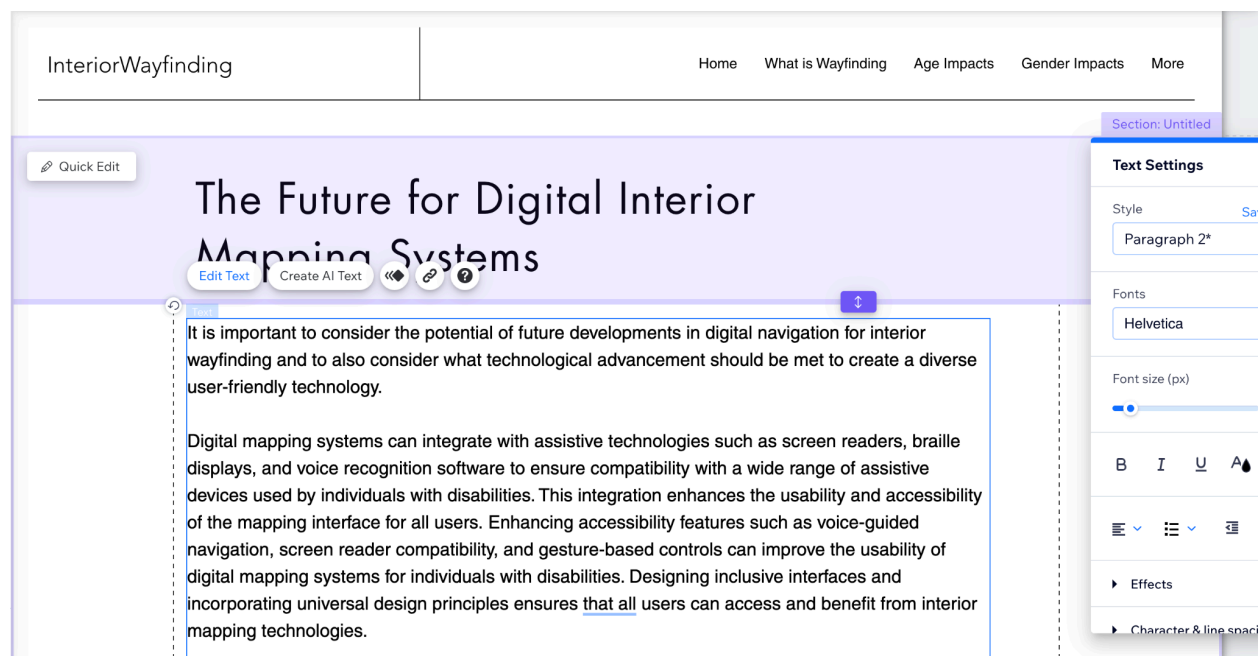 InteriorWayfinding
Home What is Wayfinding Age Impacts Gender Impacts More
Section: Untitled
Quick Edit
The Future for Digital Interior
Mapping Systems
Edit Text Create AI Text
Text
It is important to consider the potential of future developments in digital navigation for interior
wayfinding and to also consider what technological advancement should be met to create a diverse
user-friendly technology.
Digital mapping systems can integrate with assistive technologies such as screen readers, braille
displays, and voice recognition software to ensure compatibility with a wide range of assistive
devices used by individuals with disabilities. This integration enhances the usability and accessibility
of the mapping interface for all users. Enhancing accessibility features such as voice-guided
navigation, screen reader compatibility, and gesture-based controls can improve the usability of
digital mapping systems for individuals with disabilities. Designing inclusive interfaces and
incorporating universal design principles ensures that all users can access and benefit from interior
mapping technologies.
Text Settings
Style
Paragraph 2*
Fonts
Helvetica
Font size (px)
B I U A
Effects
Character & line spaci